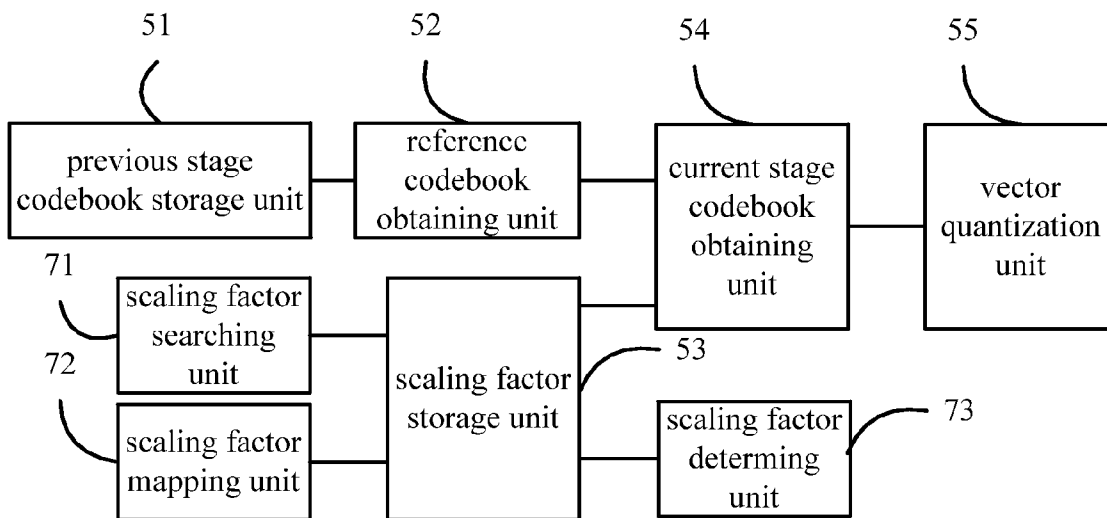 51
52
54
55
previous stage
codebook storage unit
reference
codebook
obtaining unit
current stage
codebook
obtaining
unit
vector
quantization
unit
71
scaling factor
searching
unit
72
scaling factor
mapping unit
scaling factor
storage unit
53
scaling factor
determing
unit
73